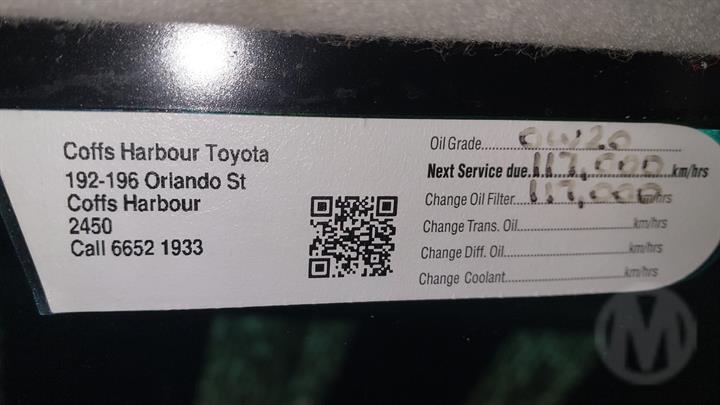 Coffs Harbour Toyota
192-196 Orlando St
Coffs Harbour
2450
Call 6652 1933
Oil Grade 0W20
Next Service due 117,000 km/hrs
Change Oil Filter 117,000 km/hrs
Change Trans. Oil km/hrs
Change Diff. Oil km/hrs
Change Coolant km/hrs
M